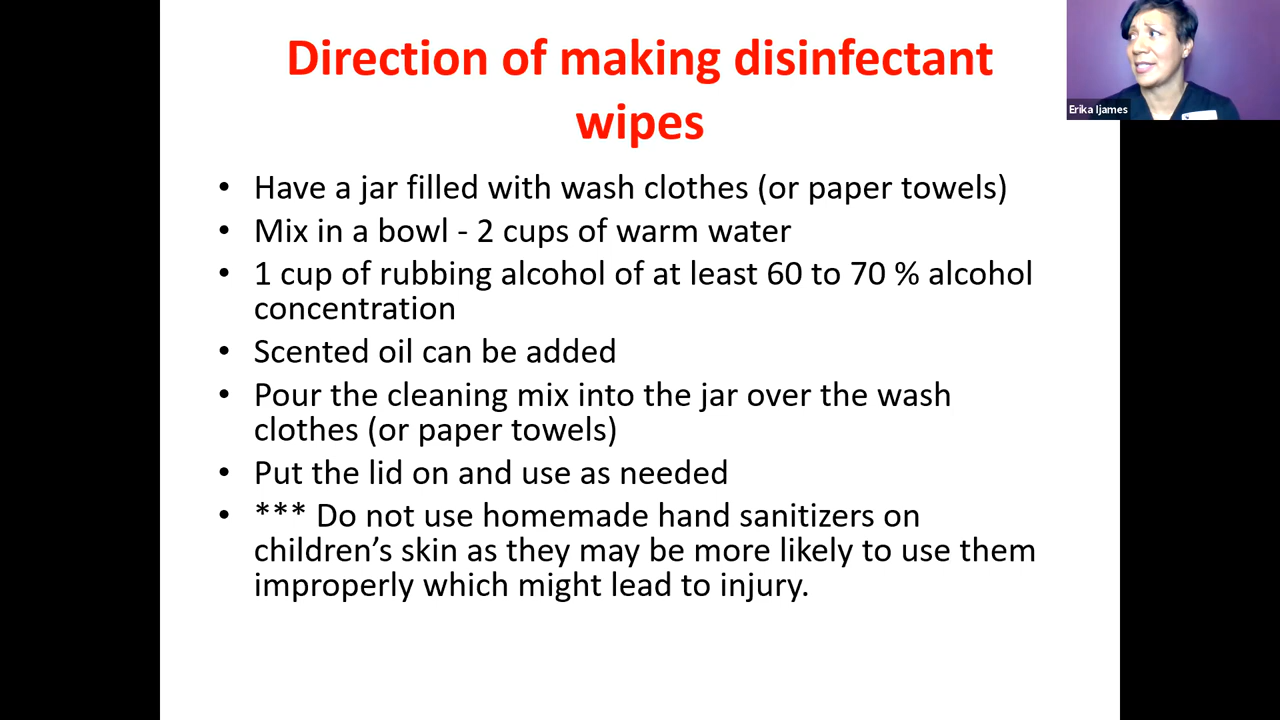 Direction of making disinfectant
wipes
Erika Ijames
• Have a jar filled with wash clothes (or paper towels)
• Mix in a bowl - 2 cups of warm water
• 1 cup of rubbing alcohol of at least 60 to 70 % alcohol
concentration
• Scented oil can be added
• Pour the cleaning mix into the jar over the wash
clothes (or paper towels)
• Put the lid on and use as needed
• *** Do not use homemade hand sanitizers on
children’s skin as they may be more likely to use them
improperly which might lead to injury.